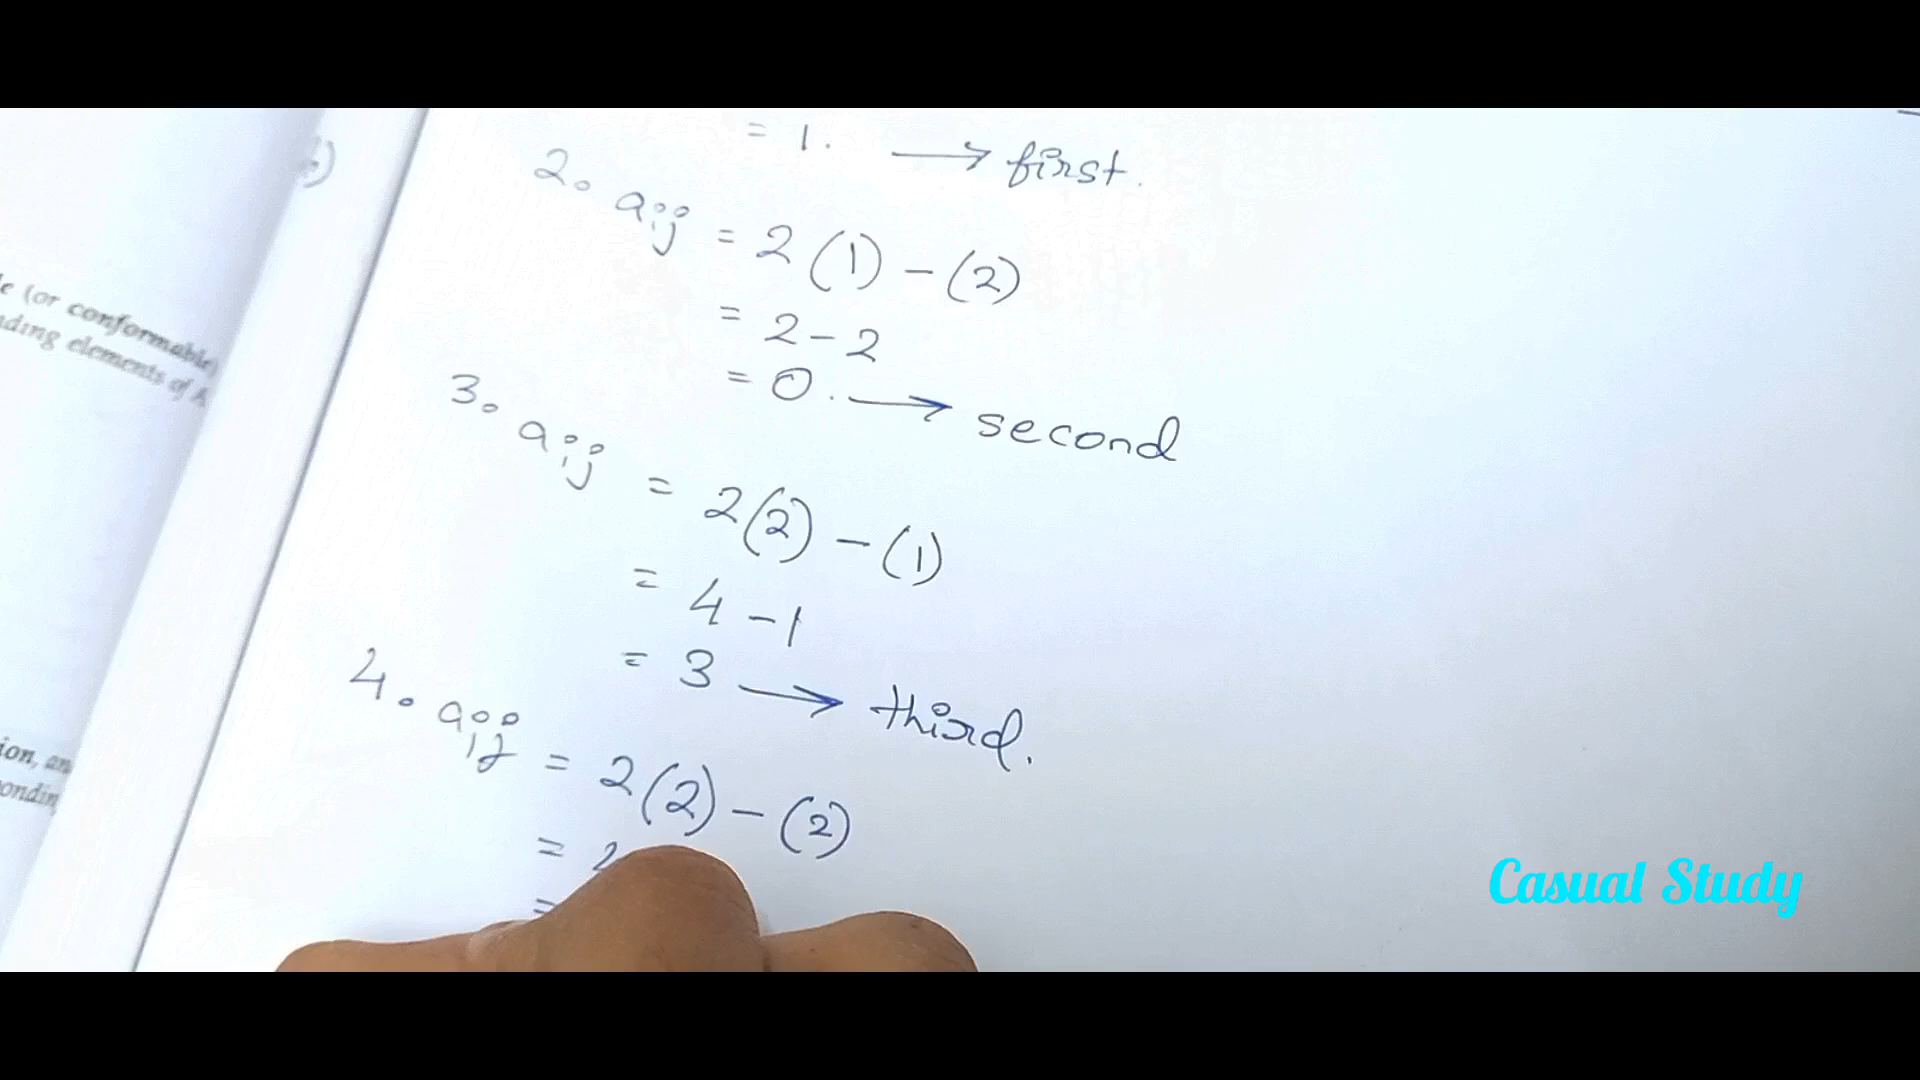 = 1. → first.
2. aij = 2(1) - (2)
= 2 - 2
= 0. → second
3. aij = 2(2) - (1)
= 4 - 1
= 3 → third.
4. aij = 2(2) - (2)
=
=
e (or conformable)
ding elements of A
ion, an
ondin
Casual Study